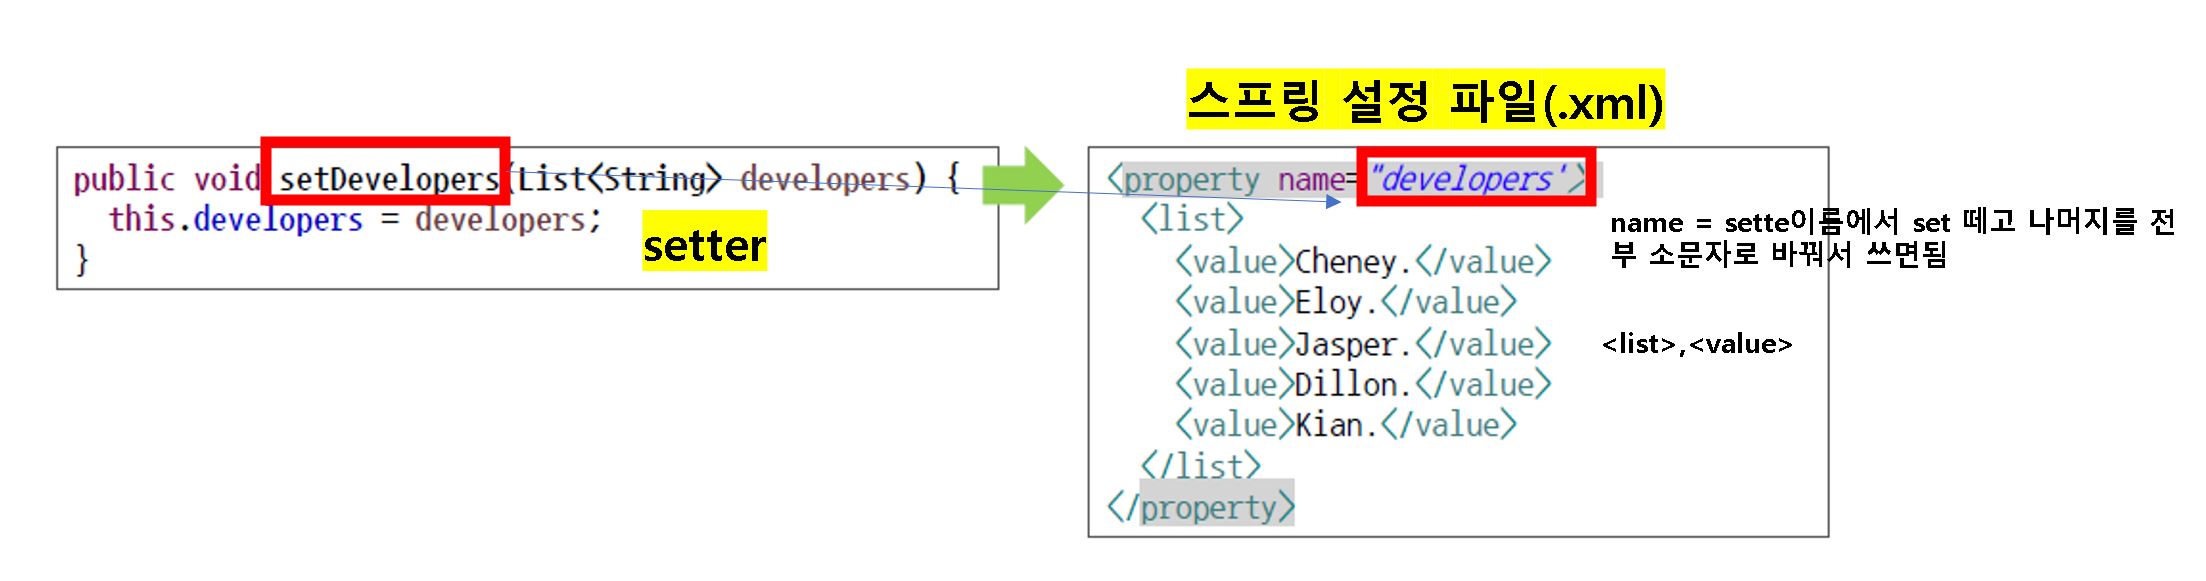 스프링 설정 파일(.xml)
public void setDevelopers(List<String> developers) {
this.developers = developers;
}
setter
<property name="developers">
<list>
<value>Cheney.</value>
<value>Eloy.</value>
<value>Jasper.</value>
<value>Dillon.</value>
<value>Kian.</value>
</list>
</property>
name = sette이름에서 set 떼고 나머지를 전
부 소문자로 바꿔서 쓰면됨
<list>,<value>